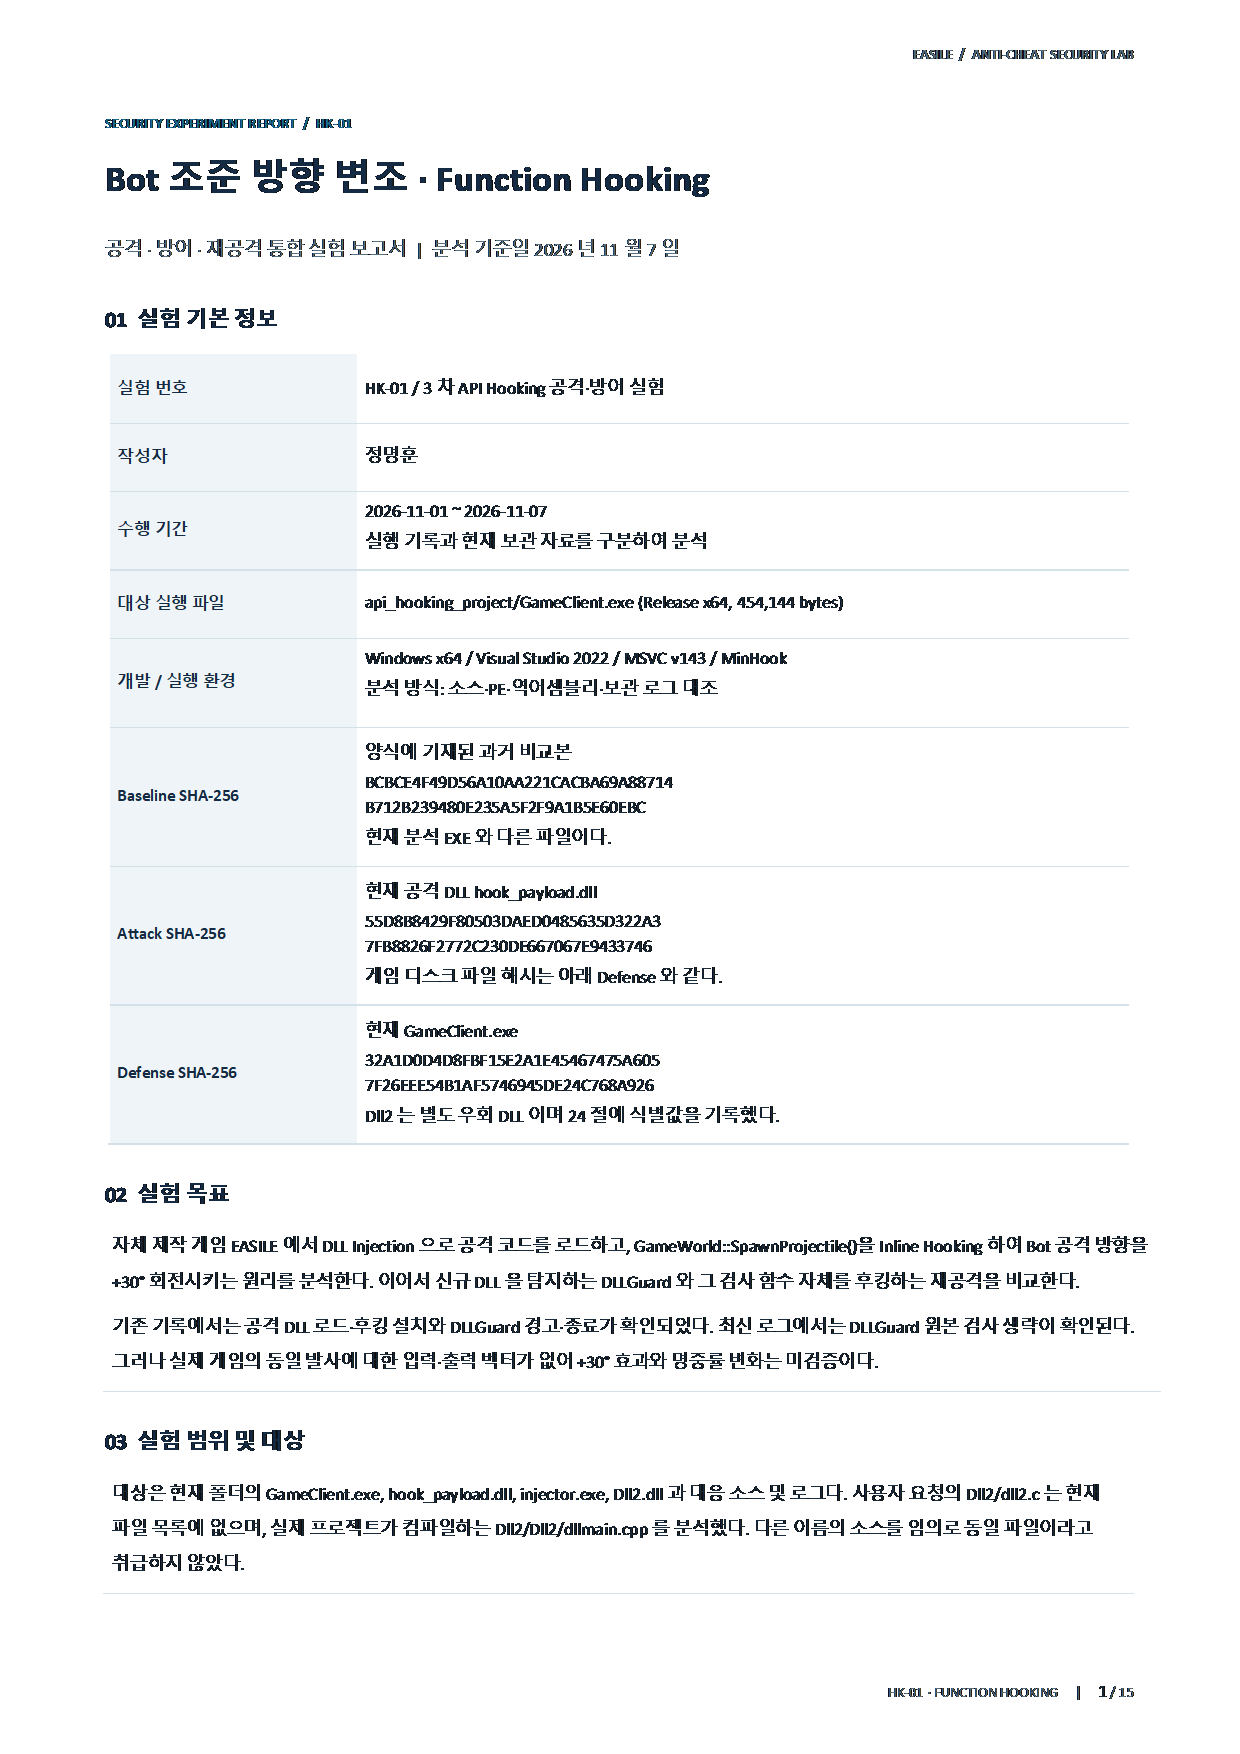 EASILE / ANTI-CHEAT SECURITY LAB
SECURITY EXPERIMENT REPORT / HK-01
Bot 조준 방향 변조 · Function Hooking
공격 · 방어 · 재공격 통합 실험 보고서 | 분석 기준일 2026 년 11 월 7 일
01 실험 기본 정보
실험 번호
HK-01 / 3 차 API Hooking 공격·방어 실험
작성자
정명훈
수행 기간
2026-11-01 ~ 2026-11-07
실행 기록과 현재 보관 자료를 구분하여 분석
대상 실행 파일
api_hooking_project/GameClient.exe (Release x64, 454,144 bytes)
개발 / 실행 환경
Windows x64 / Visual Studio 2022 / MSVC v143 / MinHook
분석 방식: 소스·PE·역어셈블리·보관 로그 대조
Baseline SHA-256
양식에 기재된 과거 비교본
BCBCE4F49D56A10AA221CACBA69A88714
B712B239480E235A5F2F9A1B5E60EBC
현재 분석 EXE 와 다른 파일이다.
Attack SHA-256
현재 공격 DLL hook_payload.dll
55D8B8429F80503DAED0485635D322A3
7FB8826F2772C230DE667067E9433746
게임 디스크 파일 해시는 아래 Defense 와 같다.
Defense SHA-256
현재 GameClient.exe
32A1D0D4D8FBF15E2A1E45467475A605
7F26EEE54B1AF5746945DE24C768A926
Dll2 는 별도 우회 DLL 이며 24 절에 식별값을 기록했다.
02 실험 목표
자체 제작 게임 EASILE 에서 DLL Injection 으로 공격 코드를 로드하고, GameWorld::SpawnProjectile()을 Inline Hooking 하여 Bot 공격 방향을
+30° 회전시키는 원리를 분석한다. 이어서 신규 DLL 을 탐지하는 DLLGuard 와 그 검사 함수 자체를 후킹하는 재공격을 비교한다.
기존 기록에서는 공격 DLL 로드·후킹 설치와 DLLGuard 경고·종료가 확인되었다. 최신 로그에서는 DLLGuard 원본 검사 생략이 확인된다.
그러나 실제 게임의 동일 발사에 대한 입력·출력 벡터가 없어 +30° 효과와 명중률 변화는 미검증이다.
03 실험 범위 및 대상
대상은 현재 폴더의 GameClient.exe, hook_payload.dll, injector.exe, Dll2.dll 과 대응 소스 및 로그다. 사용자 요청의 Dll2/dll2.c 는 현재
파일 목록에 없으며, 실제 프로젝트가 컴파일하는 Dll2/Dll2/dllmain.cpp 를 분석했다. 다른 이름의 소스를 임의로 동일 파일이라고
취급하지 않았다.
HK-01 · FUNCTION HOOKING | 1 / 15